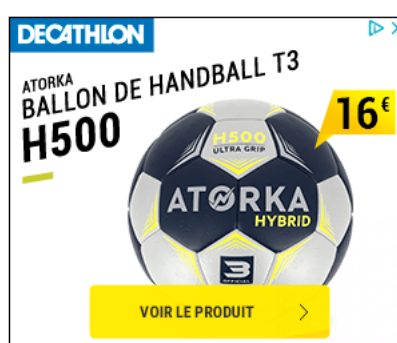 DECATHLON
ATORKA
BALLON DE HANDBALL T3
H500
16€
H500
ULTRA GRIP
ATORKA
HYBRID
3
VOIR LE PRODUIT